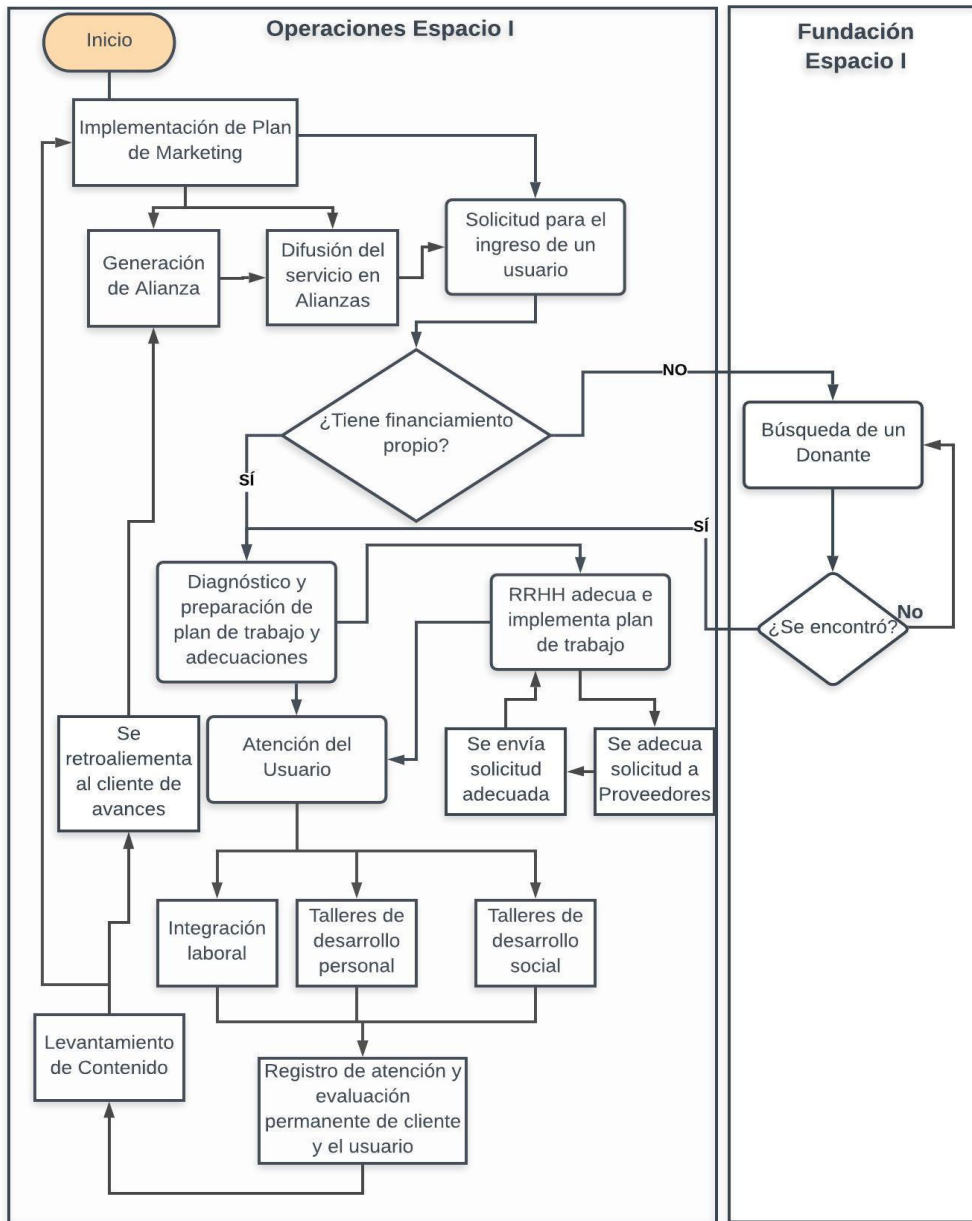 Operaciones Espacio I
Fundación
Espacio I
Inicio
Implementación de Plan
de Marketing
Solicitud para el
ingreso de un
usuario
Generación
de Alianza
Difusión del
servicio en
Alianzas
¿Tiene financiamiento
propio?
NO
SÍ
Búsqueda de un
Donante
SÍ
¿Se encontró?
No
Diagnóstico y
preparación de
plan de trabajo y
adecuaciones
RRHH adecua e
implementa plan
de trabajo
Se
retroaliementa
al cliente de
avances
Atención del
Usuario
Se envía
solicitud
adecuada
Se adecua
solicitud a
Proveedores
Integración
laboral
Talleres de
desarrollo
personal
Talleres de
desarrollo
social
Levantamiento
de Contenido
Registro de atención y
evaluación
permanente de cliente
y el usuario